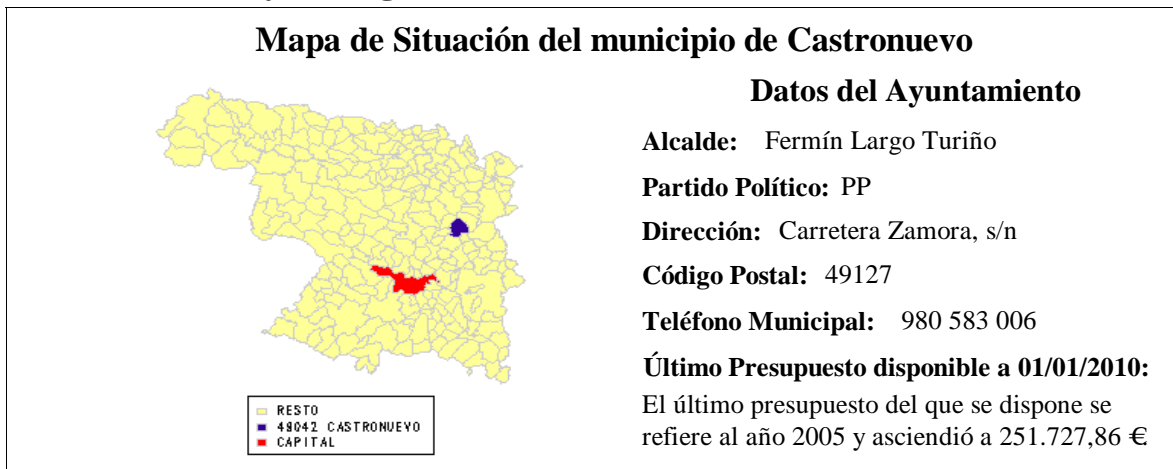 Mapa de Situación del municipio de Castronuevo
Datos del Ayuntamiento
Alcalde: Fermín Largo Turiño
Partido Político: PP
Dirección: Carretera Zamora, s/n
Código Postal: 49127
Teléfono Municipal: 980 583 006
Último Presupuesto disponible a 01/01/2010:
El último presupuesto del que se dispone se
refiere al año 2005 y asciendió a 251.727,86 €
RESTO
49042 CASTRONUEVO
CAPITAL